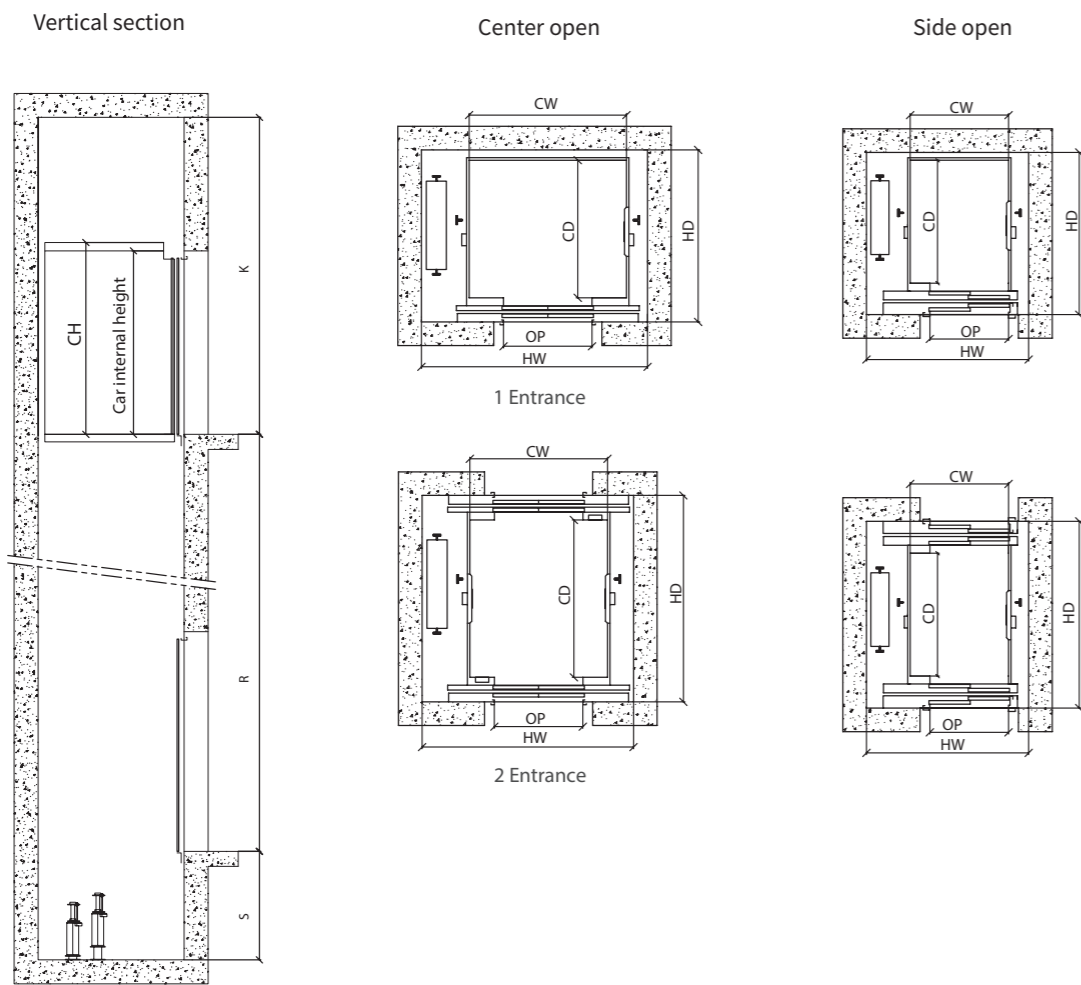 Vertical section
Center open
Side open
CH
Car internal height
K
R
S
CW
CD
HD
OP
HW
1 Entrance
CW
CD
HD
OP
HW
CW
CD
HD
OP
HW
2 Entrance
CW
CD
HD
OP
HW